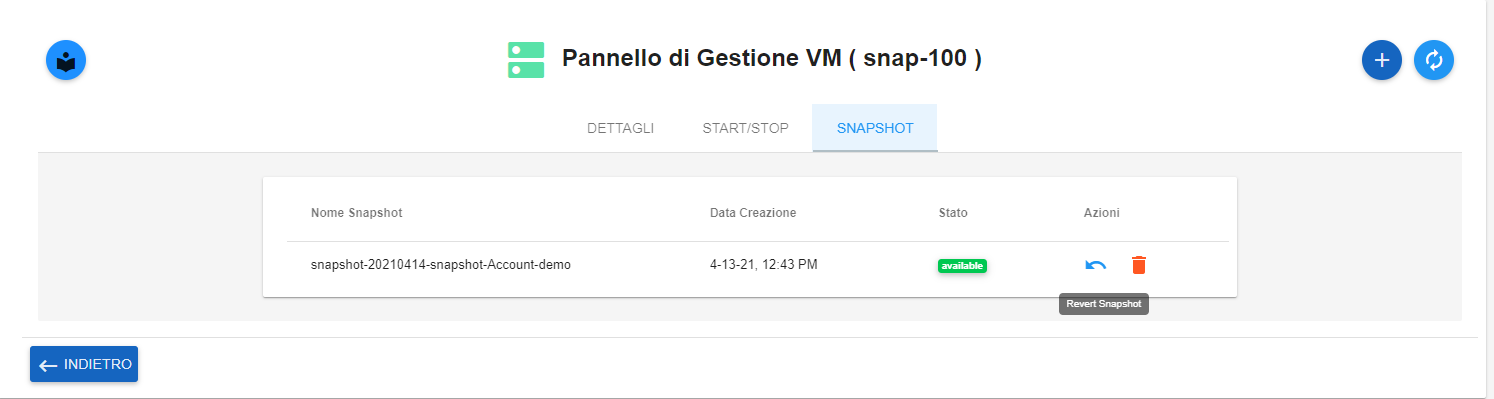 Pannello di Gestione VM ( snap-100 )
DETTAGLI START/STOP SNAPSHOT
Nome Snapshot Data Creazione Stato Azioni
snapshot-20210414-snapshot-Account-demo 4-13-21, 12:43 PM available
Revert Snapshot
INDIETRO